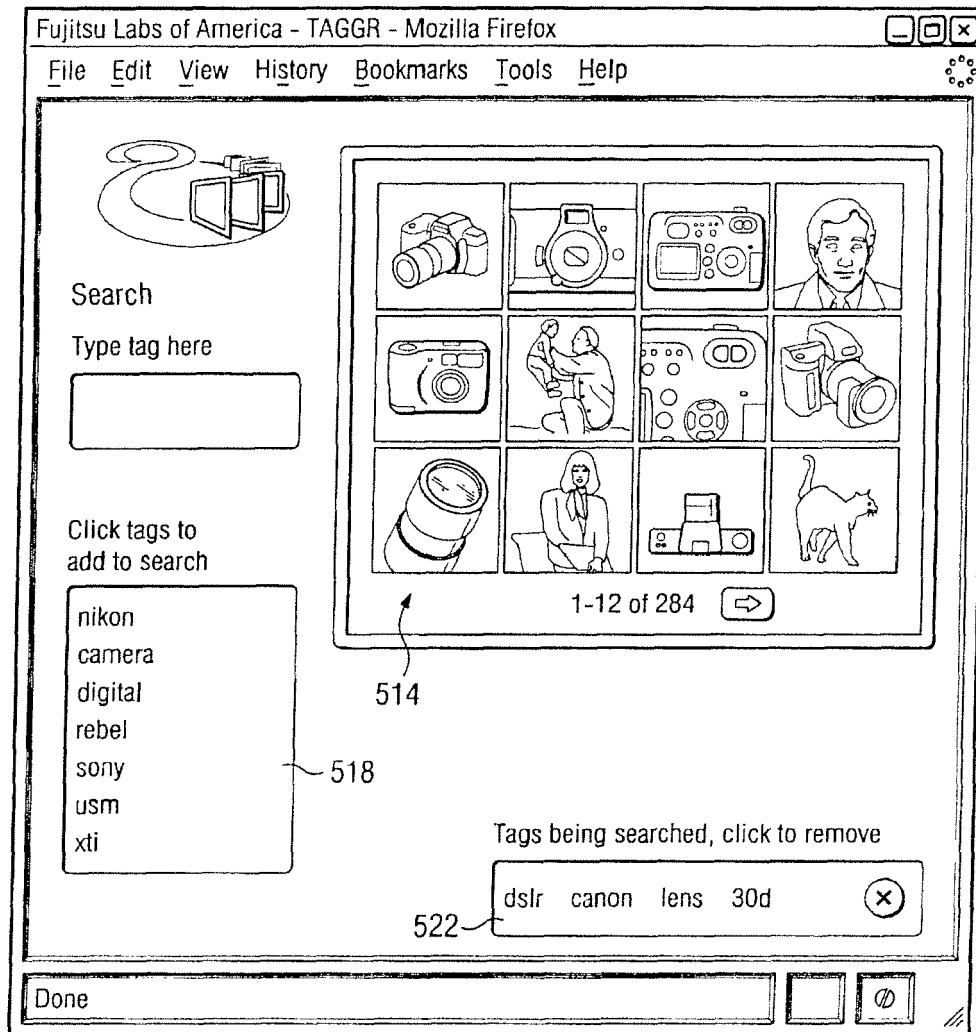 Fujitsu Labs of America - TAGGR - Mozilla Firefox
File Edit View History Bookmarks Tools Help
Search
Type tag here
Click tags to
add to search
nikon
camera
digital
rebel
sony
usm
xti
518
1-12 of 284
514
Tags being searched, click to remove
dslr canon lens 30d
522
Done